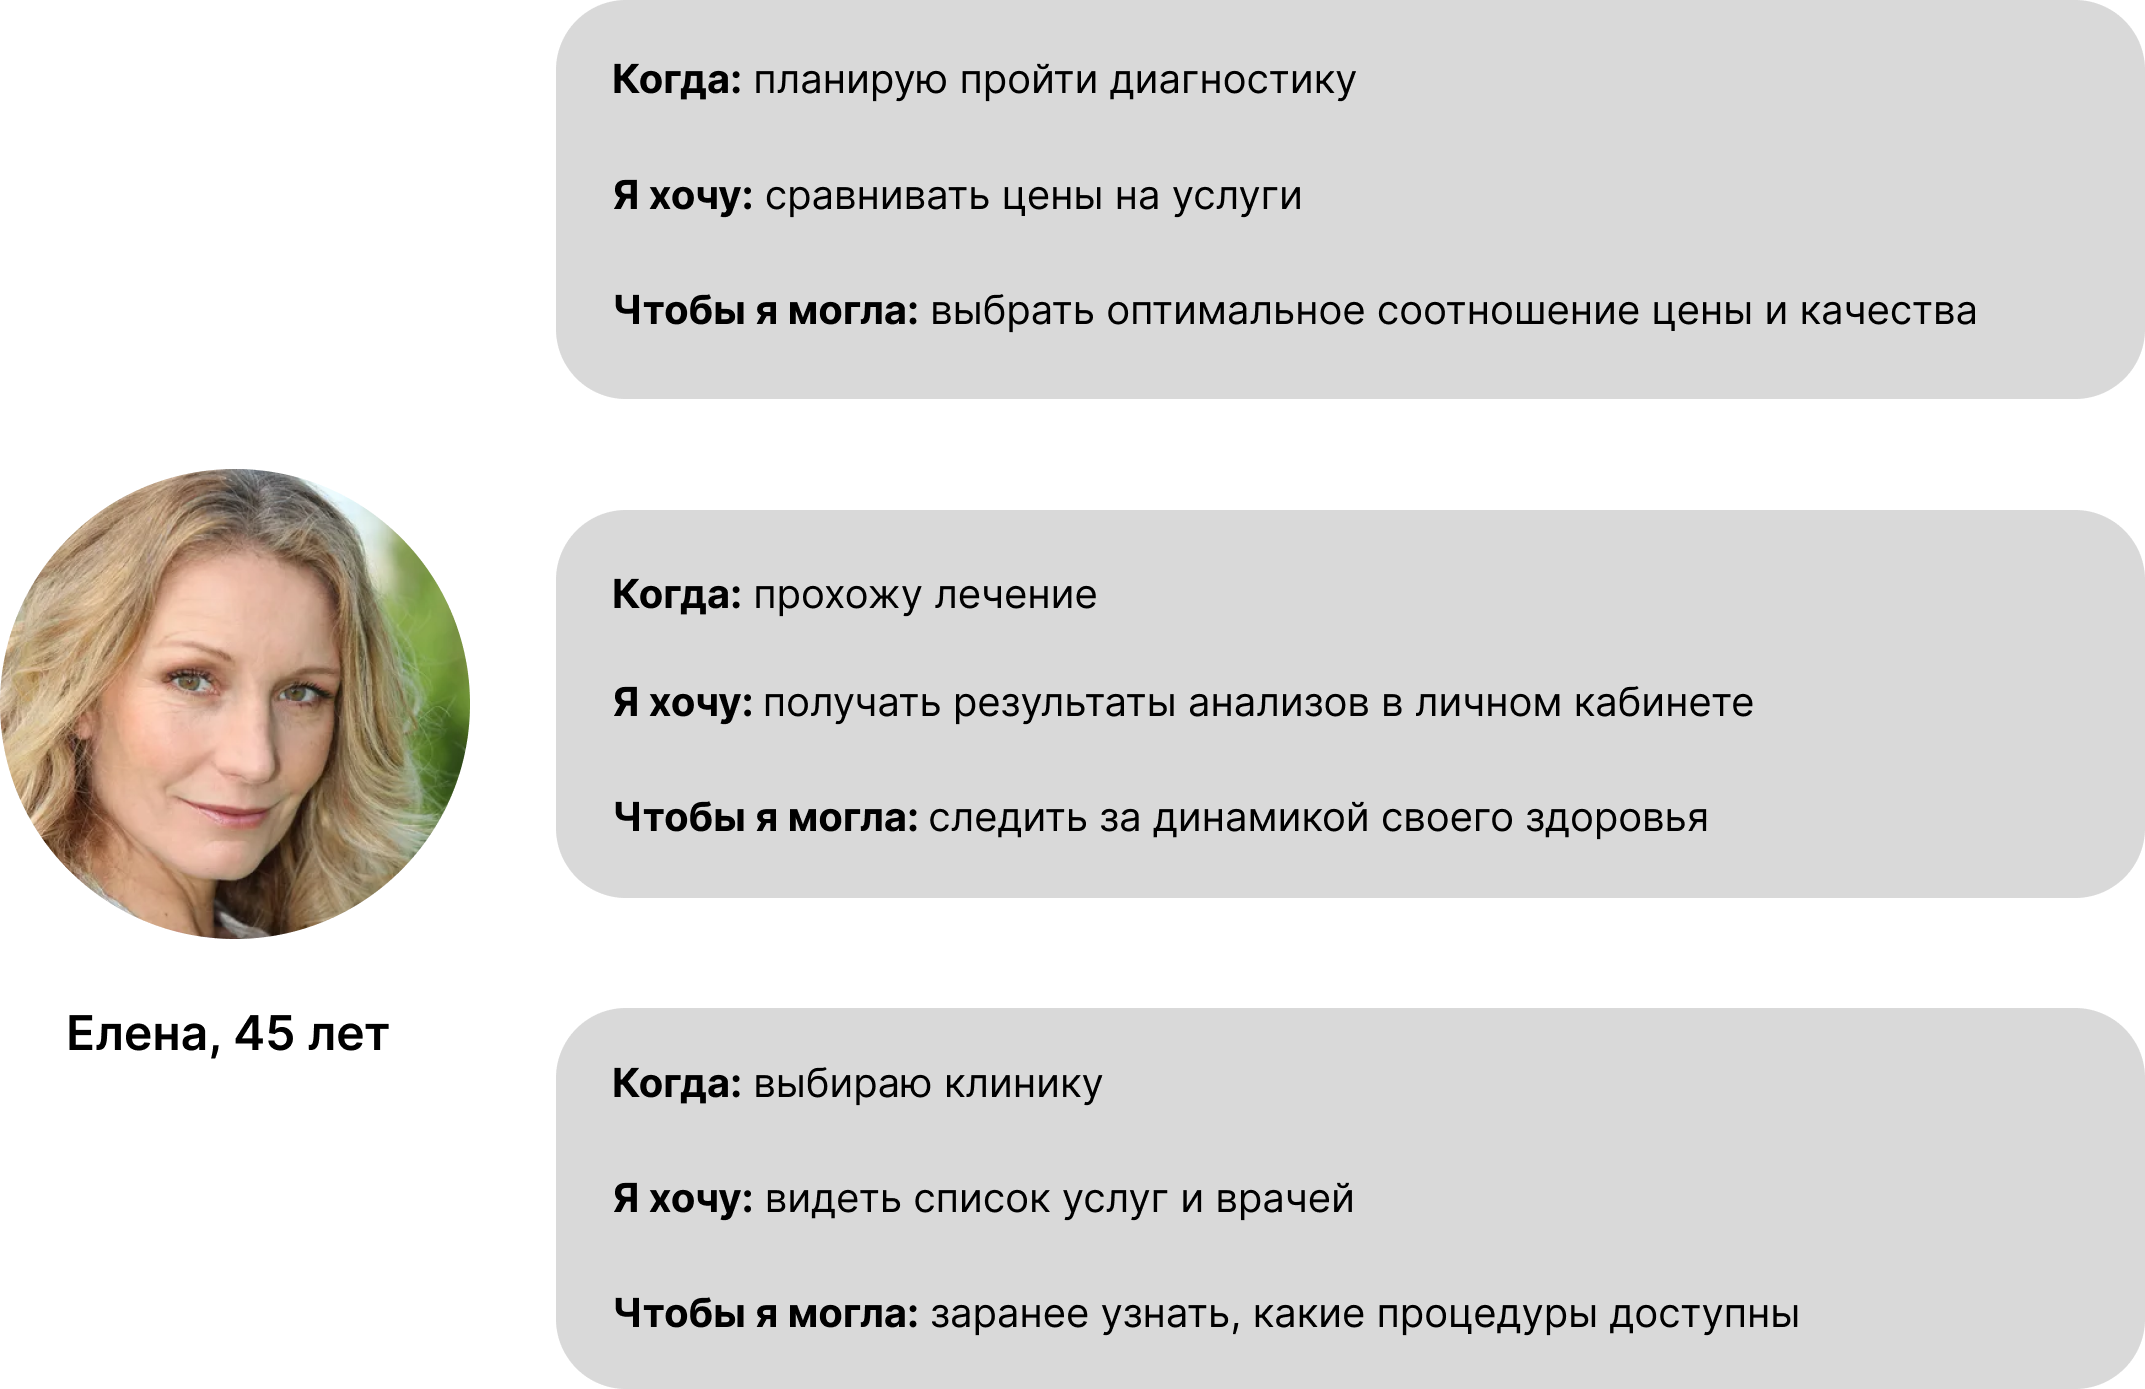 Когда: планирую пройти диагностику
Я хочу: сравнивать цены на услуги
Чтобы я могла: выбрать оптимальное соотношение цены и качества
Когда: прохожу лечение
Я хочу: получать результаты анализов в личном кабинете
Чтобы я могла: следить за динамикой своего здоровья
Елена, 45 лет
Когда: выбираю клинику
Я хочу: видеть список услуг и врачей
Чтобы я могла: заранее узнать, какие процедуры доступны